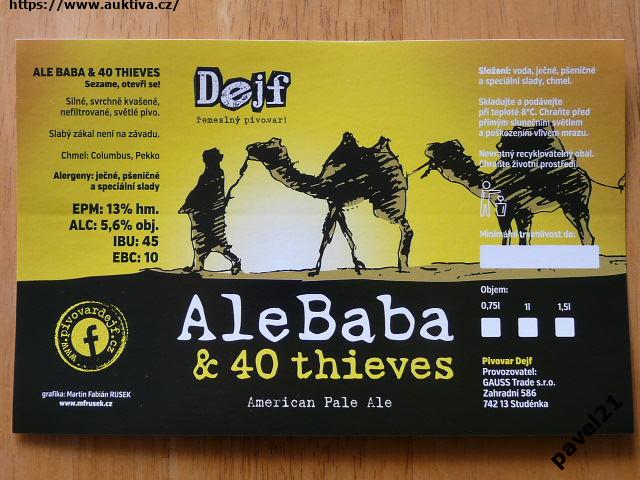 https://www.auktiva.cz/
ALE BABA & 40 THIEVES
Sezame, otevři se!
Silné, svrchně kvašené,
nefiltrované, světlé pivo.
Slabý zákal není na závadu.
Chmel: Columbus, Pekko
Alergeny: ječné, pšeničné
a speciální slady
EPM: 13% hm.
ALC: 5,6% obj.
IBU: 45
EBC: 10
www.pivovardejf.cz
f
grafika: Martin Fabián RUSEK
www.mfrusek.cz
Dejf
řemeslný pivovar!
AleBaba
& 40 thieves
American Pale Ale
Složení: voda, ječné, pšeničné
a speciální slady, chmel.
Skladujte a podávejte
při teplotě 8°C. Chraňte před
přímým slunečním světlem
a poškozením vlivem mrazu.
Nevratný recyklovatelný obal.
Chraňte životní prostředí.
Minimální trvanlivost do:
Objem:
0,75l 1l 1,5l
Pivovar Dejf
Provozovatel:
GAUSS Trade s.r.o.
Zahradní 586
742 13 Studénka
pavel21